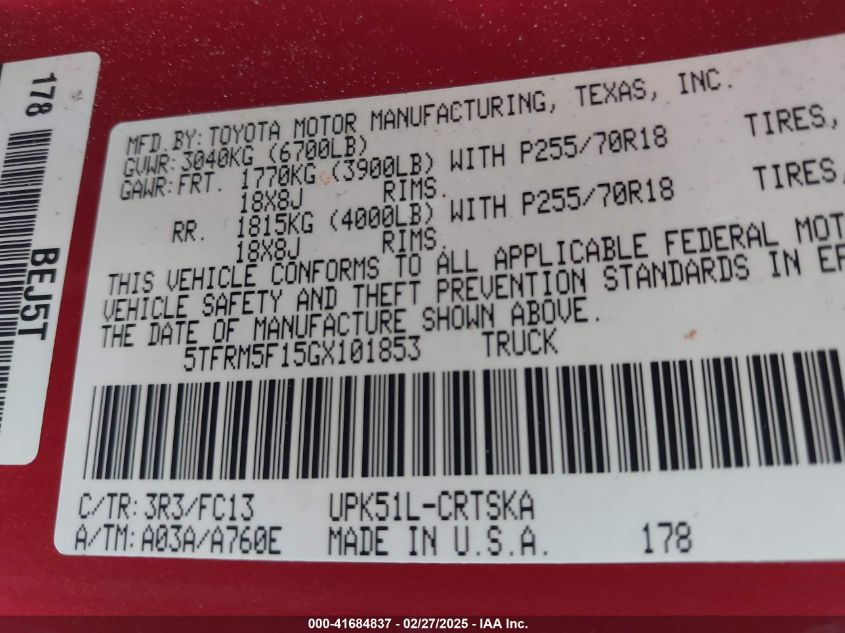 178
BEJ5T
MFD.BY:TOYOTA MOTOR MANUFACTURING, TEXAS, INC.
GVWR:3040KG (6700LB)
GAWR:FRT. 1770KG (3900LB) WITH P255/70R18 TIRES,
18X8J RIMS.
RR. 1815KG (4000LB) WITH P255/70R18 TIRES,
18X8J RIMS.
THIS VEHICLE CONFORMS TO ALL APPLICABLE FEDERAL MOT
VEHICLE SAFETY AND THEFT PREVENTION STANDARDS IN EF
THE DATE OF MANUFACTURE SHOWN ABOVE.
5TFRM5F15GX101853 TRUCK
C/TR:3R3/FC13 UPK51L-CRTSKA
A/TM:A03A/A760E MADE IN U.S.A. 178
000-41684837 - 02/27/2025 - IAA Inc.